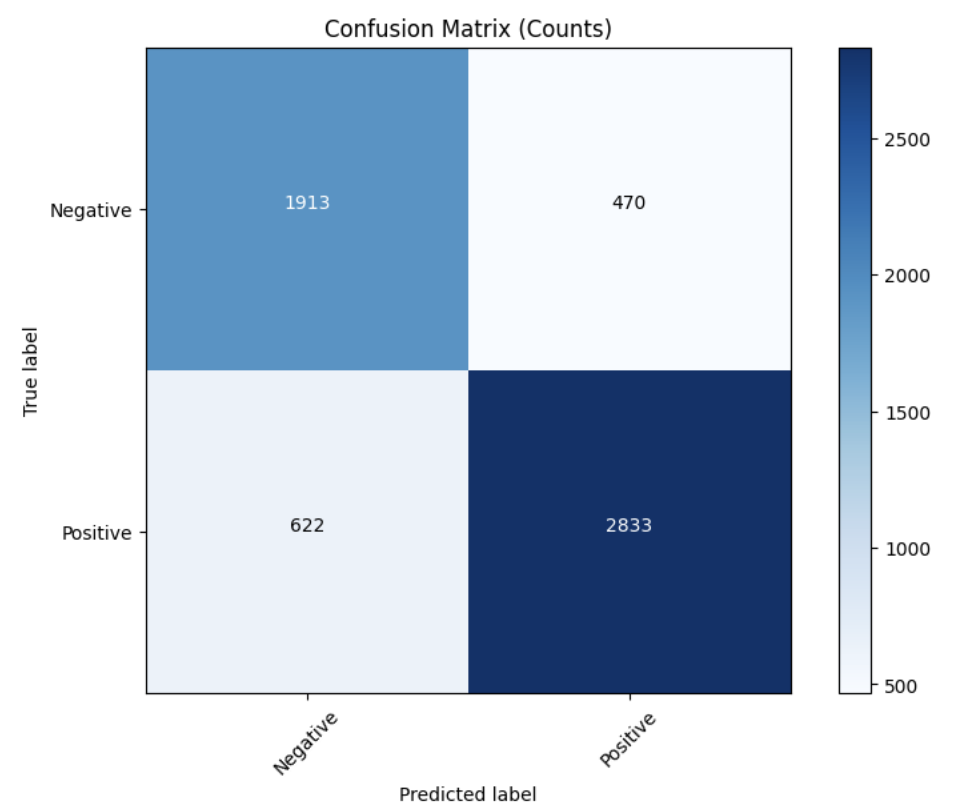 Confusion Matrix (Counts)
2500
Negative
1913
470
2000
True label
1500
Positive
622
2833
1000
500
Negative
Positive
Predicted label